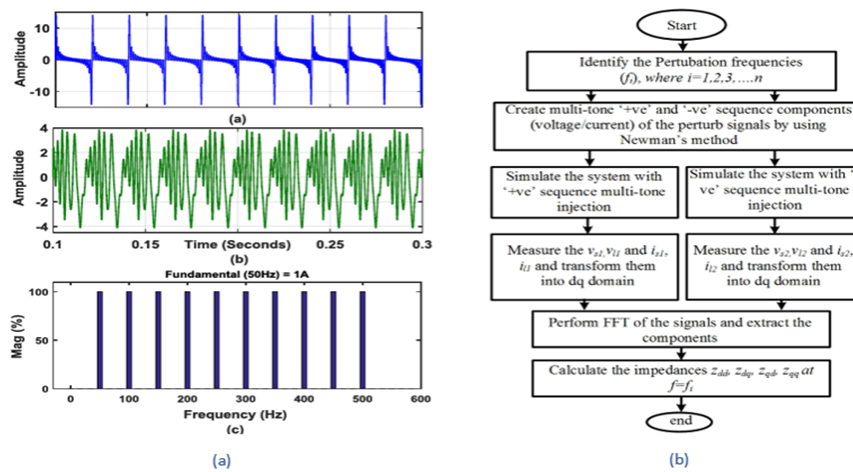 Amplitude
10
0
-10
(a)
Amplitude
4
2
0
-2
-4
0.1
0.15
0.2
0.25
0.3
Time (Seconds)
(b)
Fundamental (50Hz) = 1A
Mag (%)
100
50
0
0
100
200
300
400
500
600
Frequency (Hz)
(c)
(a)
Start
Identify the Pertubation frequencies
(fi), where i=1,2,3,....n
Create multi-tone '+ve' and '-ve' sequence components
(voltage/current) of the perturb signals by using
Newman's method
Simulate the system with
'+ve' sequence multi-tone
injection
Simulate the system with '-
ve' sequence multi-tone
injection
Measure the vs1,vl1 and is1,
il1 and transform them
into dq domain
Measure the vs2,vl2 and is2,
il2 and transform them
into dq domain
Perform FFT of the signals and extract the
components
Calculate the impedances zdd, zdq, zqd, zqq at
f=fi
end
(b)